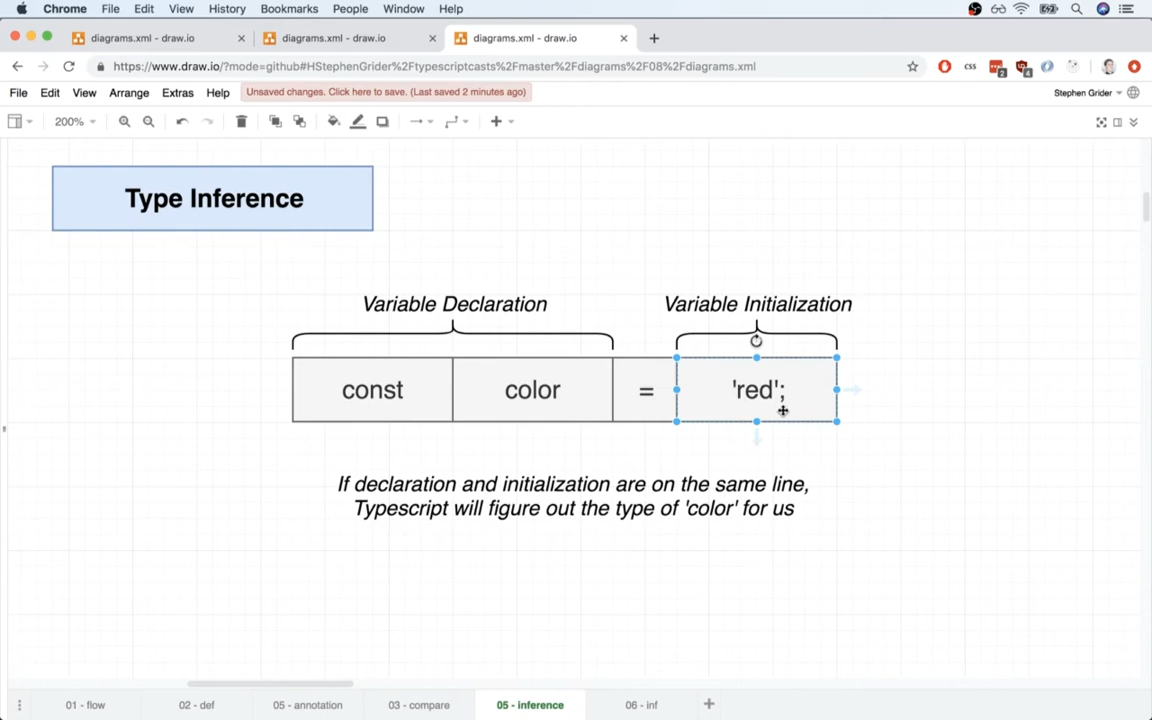 Chrome File Edit View History Bookmarks People Window Help
diagrams.xml - draw.io
diagrams.xml - draw.io
diagrams.xml - draw.io
https://www.draw.io/?mode=github#HStephenGrider%2Ftypescriptcasts%2Fmaster%2Fdiagrams%2F08%2Fdiagrams.xml
CSS
2
4
File Edit View Arrange Extras Help
Unsaved changes. Click here to save. (Last saved 2 minutes ago)
Stephen Grider
200%
Type Inference
Variable Declaration
Variable Initialization
const color = 'red';
If declaration and initialization are on the same line,
Typescript will figure out the type of 'color' for us
01 - flow
02 - def
05 - annotation
03 - compare
05 - inference
06 - inf